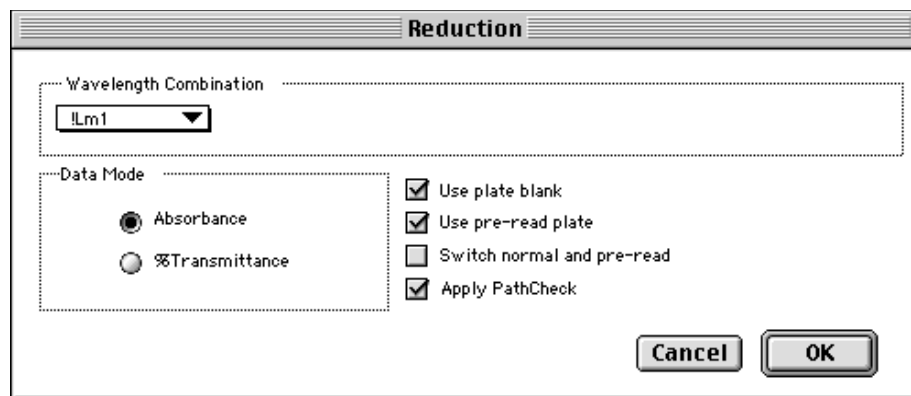 Reduction
Wavelength Combination
!Lm1
Data Mode
Absorbance
%Transmittance
Use plate blank
Use pre-read plate
Switch normal and pre-read
Apply PathCheck
Cancel
OK